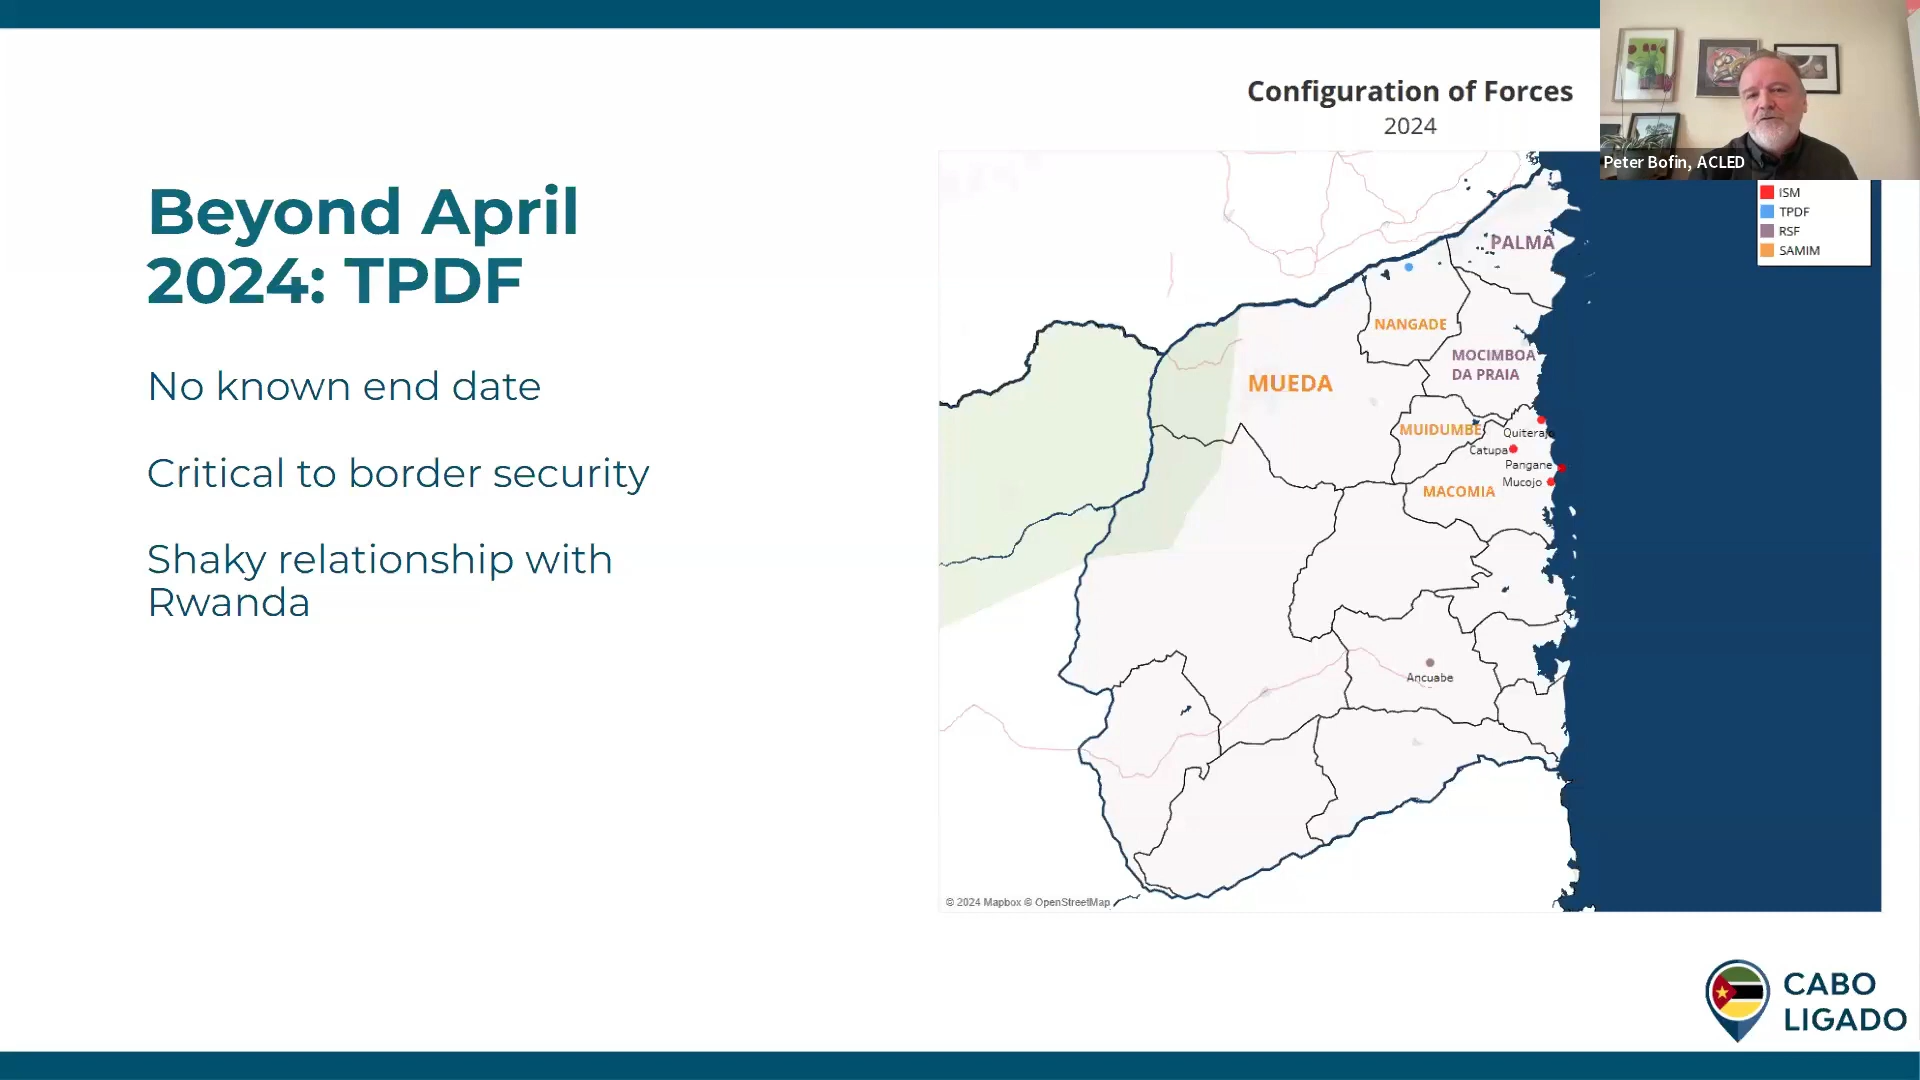 Configuration of Forces
2024
Peter Bofin, ACLED
Beyond April
2024: TPDF
No known end date
Critical to border security
Shaky relationship with
Rwanda
ISM
TPDF
RSF
SAMIM
PALMA
NANGADE
MOCIMBOA
DA PRAIA
MUEDA
MUIDUMBE
Quiterajo
Catupa
Pangane
Mucojo
MACOMIA
Ancuabe
© 2024 Mapbox © OpenStreetMap
CABO
LIGADO